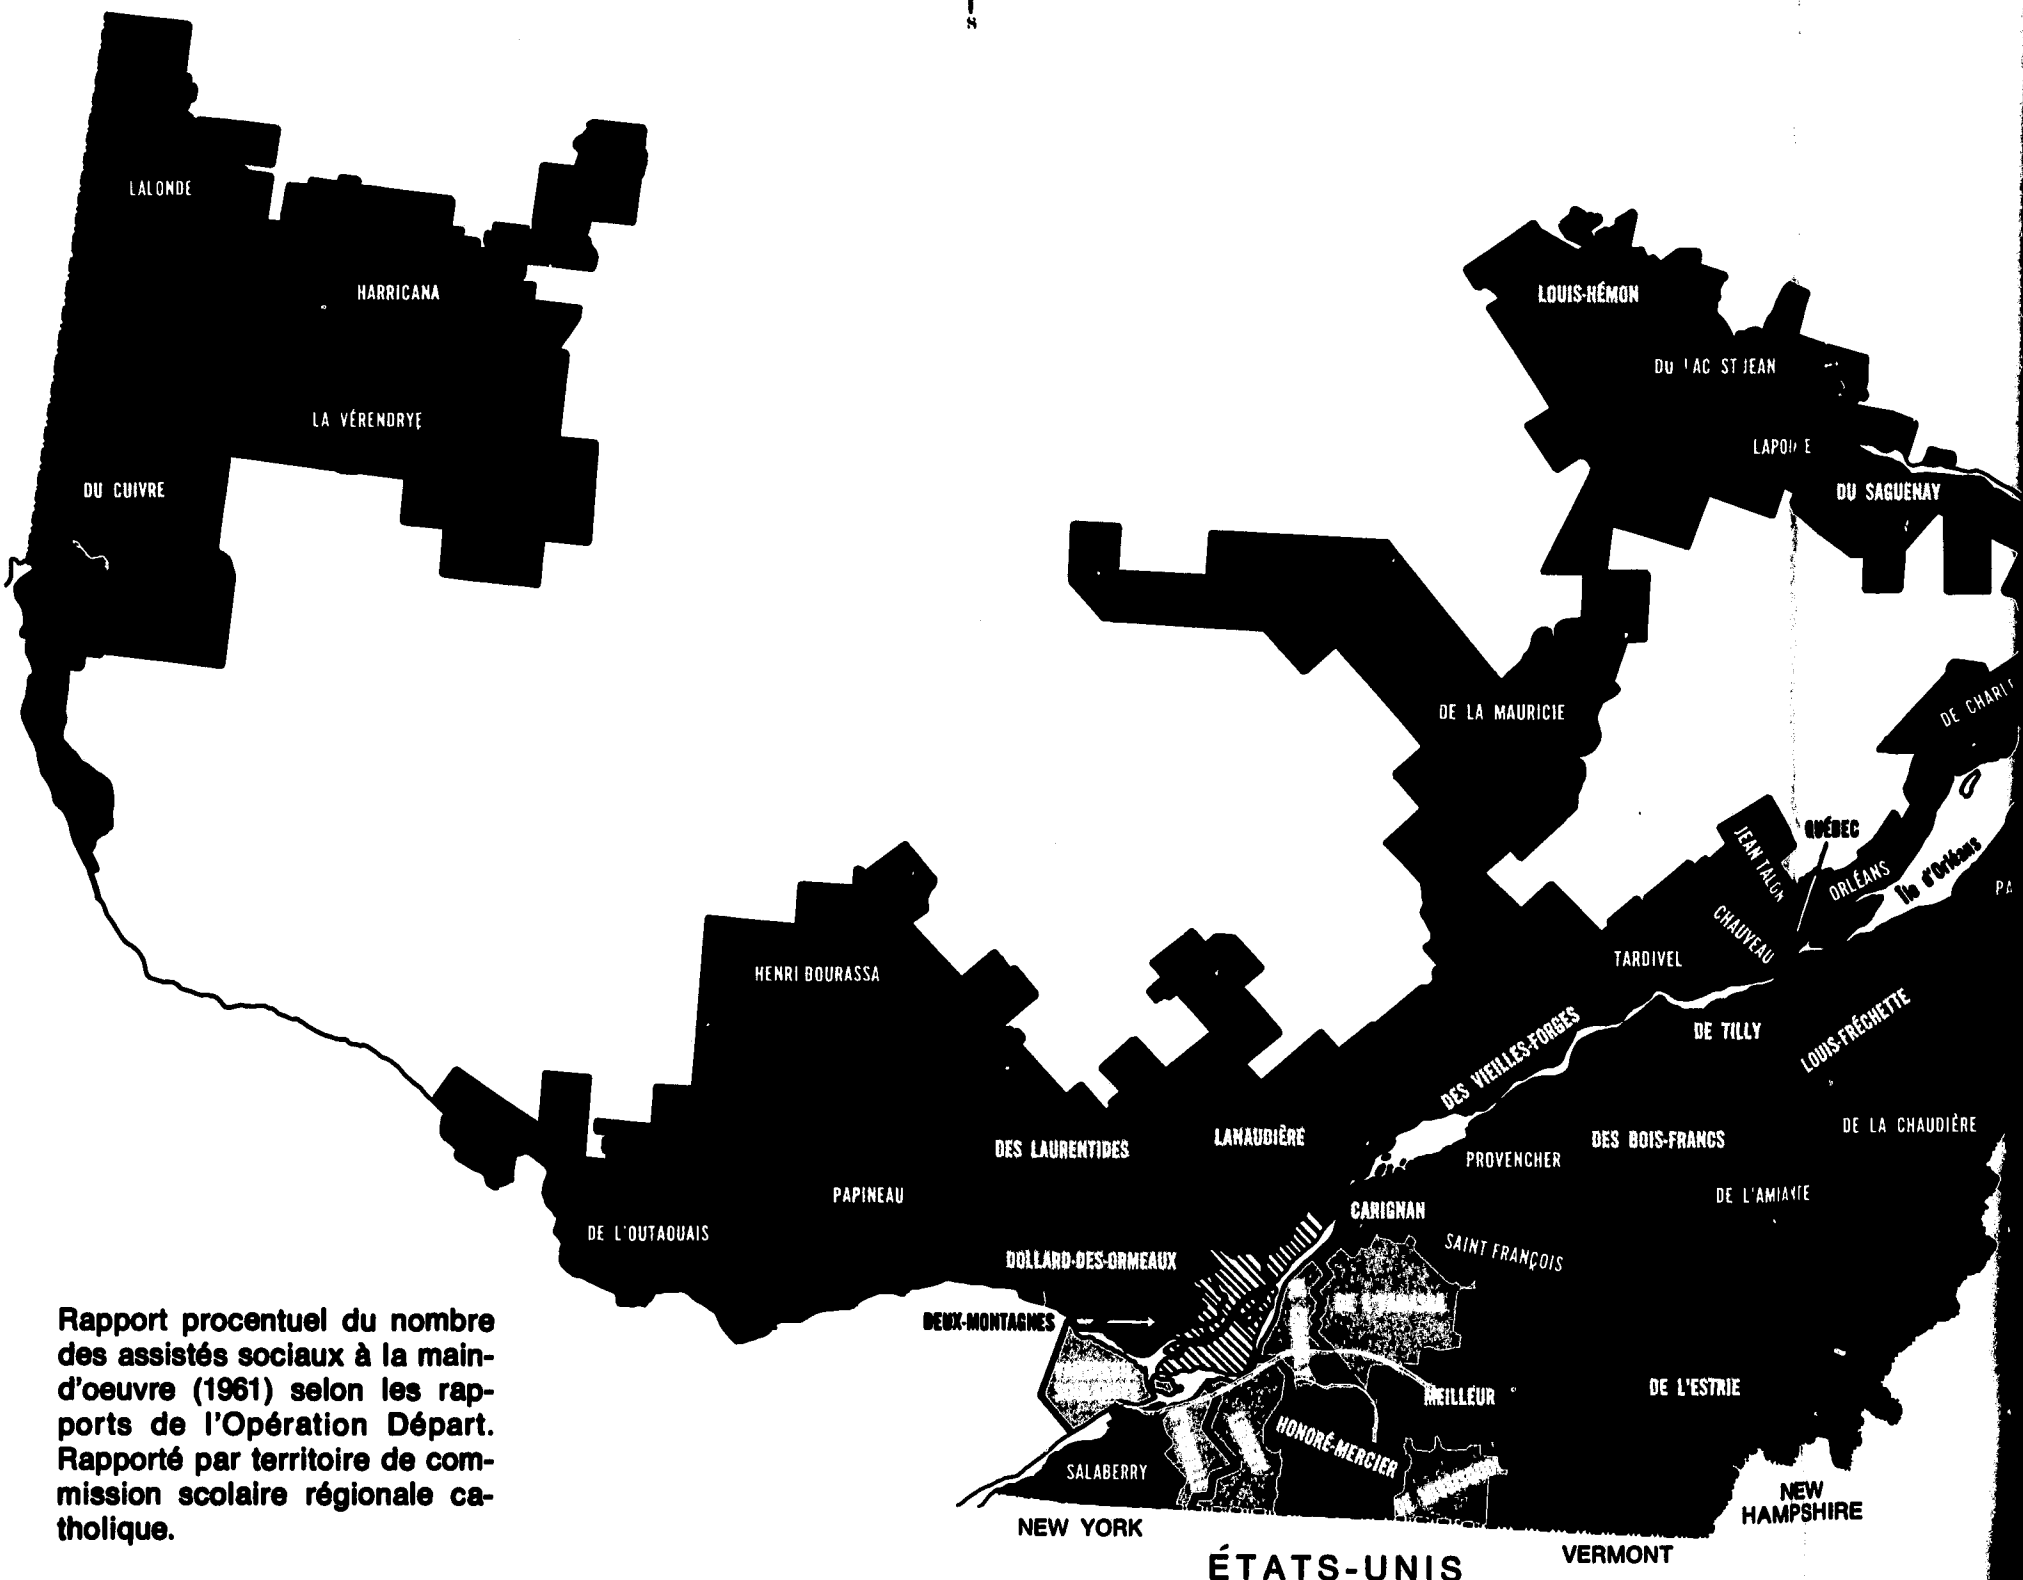 S
LALONDE
HARRICANA
LOUIS-HÉMON
LA VÉRENDRYE
DU CUIVRE
DU SAGUENAY
DE LA MAURICIE
QUÉBEC
JEAN TALON
ORLÉANS
Île d'Orléans
CHAUVEAU
TARDIVEL
HENRI BOURASSA
DES VIEILLES-FORGES
DE TILLY
LOUIS-FRÉCHETTE
DE LA CHAUDIÈRE
DES LAURENTIDES
LANAUDIÈRE
PROVENCHER
DES BOIS-FRANCS
PAPINEAU
DE L'AMIANTE
CARIGNAN
DE L'OUTAOUAIS
SAINT FRANÇOIS
DOLLARD-DES-ORMEAUX
DEUX-MONTAGNES
DE L'ESTRIE
MEILLEUR
HONORÉ-MERCIER
SALABERRY
NEW YORK
NEW
HAMPSHIRE
VERMONT
ÉTATS-UNIS
Rapport procentuel du nombre
des assistés sociaux à la main-
d'oeuvre (1961) selon les rap-
ports de l'Opération Départ.
Rapporté par territoire de com-
mission scolaire régionale ca-
tholique.